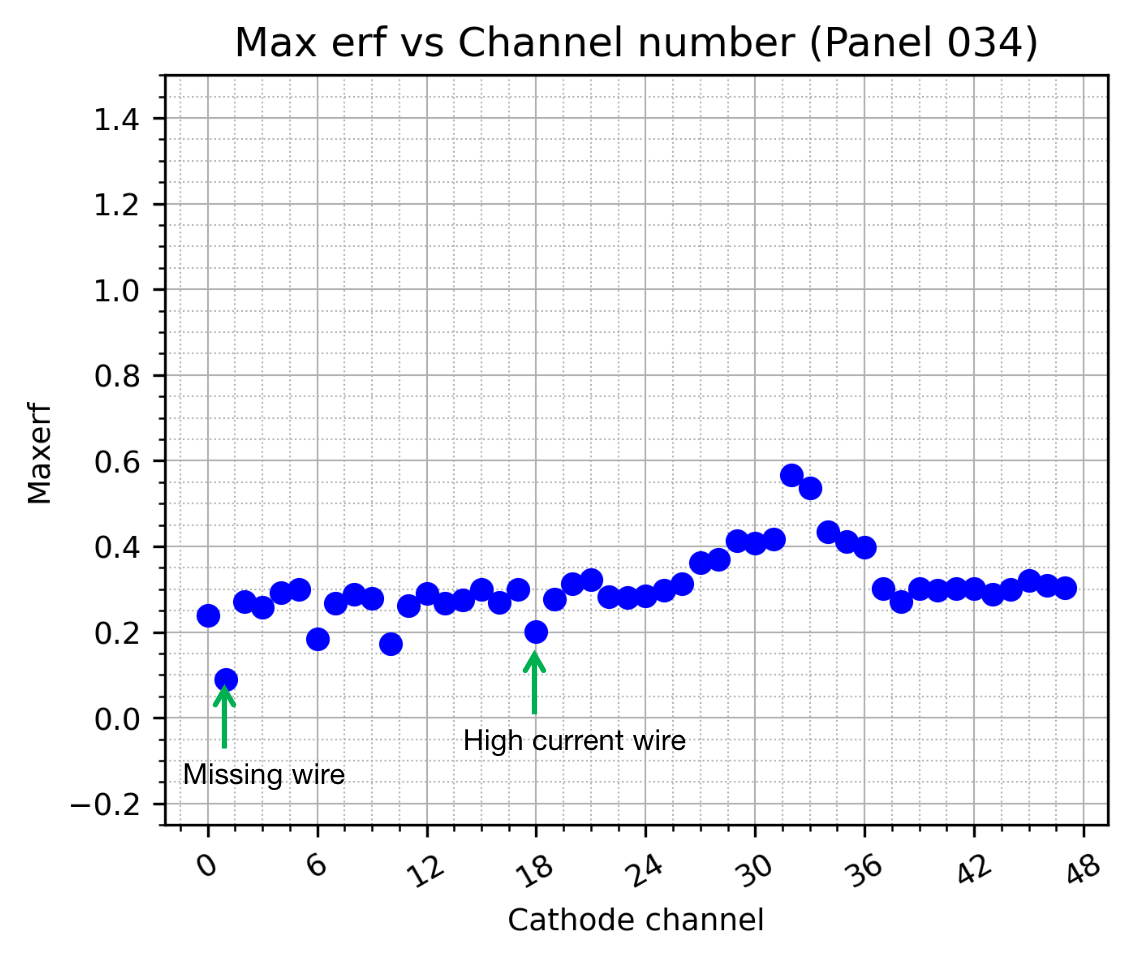 Max erf vs Channel number (Panel 034)
1.4
1.2
1.0
0.8
0.6
0.4
0.2
0.0
−0.2
Maxerf
High current wire
Missing wire
0 6 12 18 24 30 36 42 48
Cathode channel